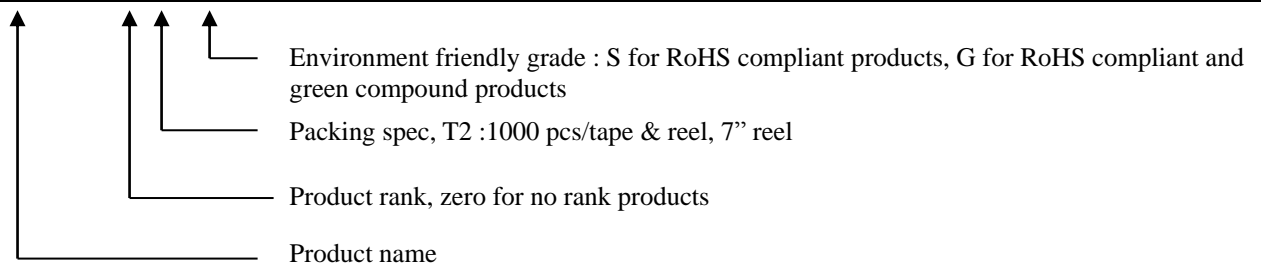 Environment friendly grade : S for RoHS compliant products, G for RoHS compliant and
green compound products
Packing spec, T2 :1000 pcs/tape & reel, 7” reel
Product rank, zero for no rank products
Product name